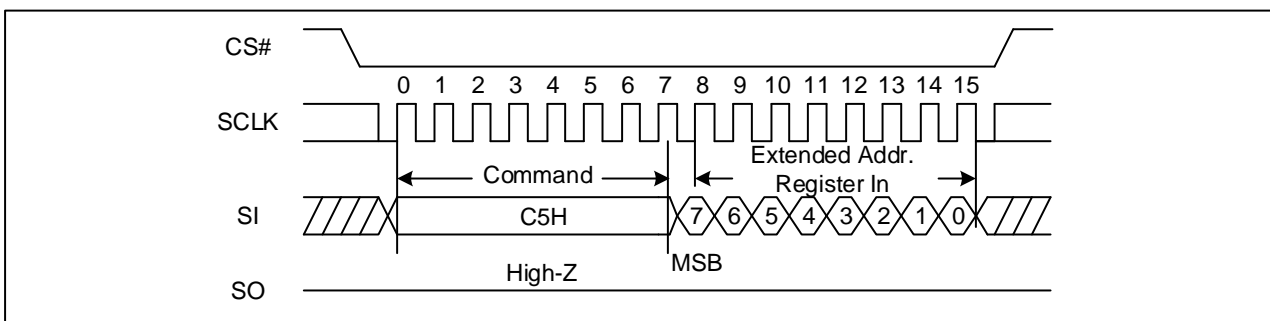 CS#
0 1 2 3 4 5 6 7 8 9 10 11 12 13 14 15
SCLK
Command
Extended Addr.
Register In
SI
C5H
7 6 5 4 3 2 1 0
MSB
High-Z
SO